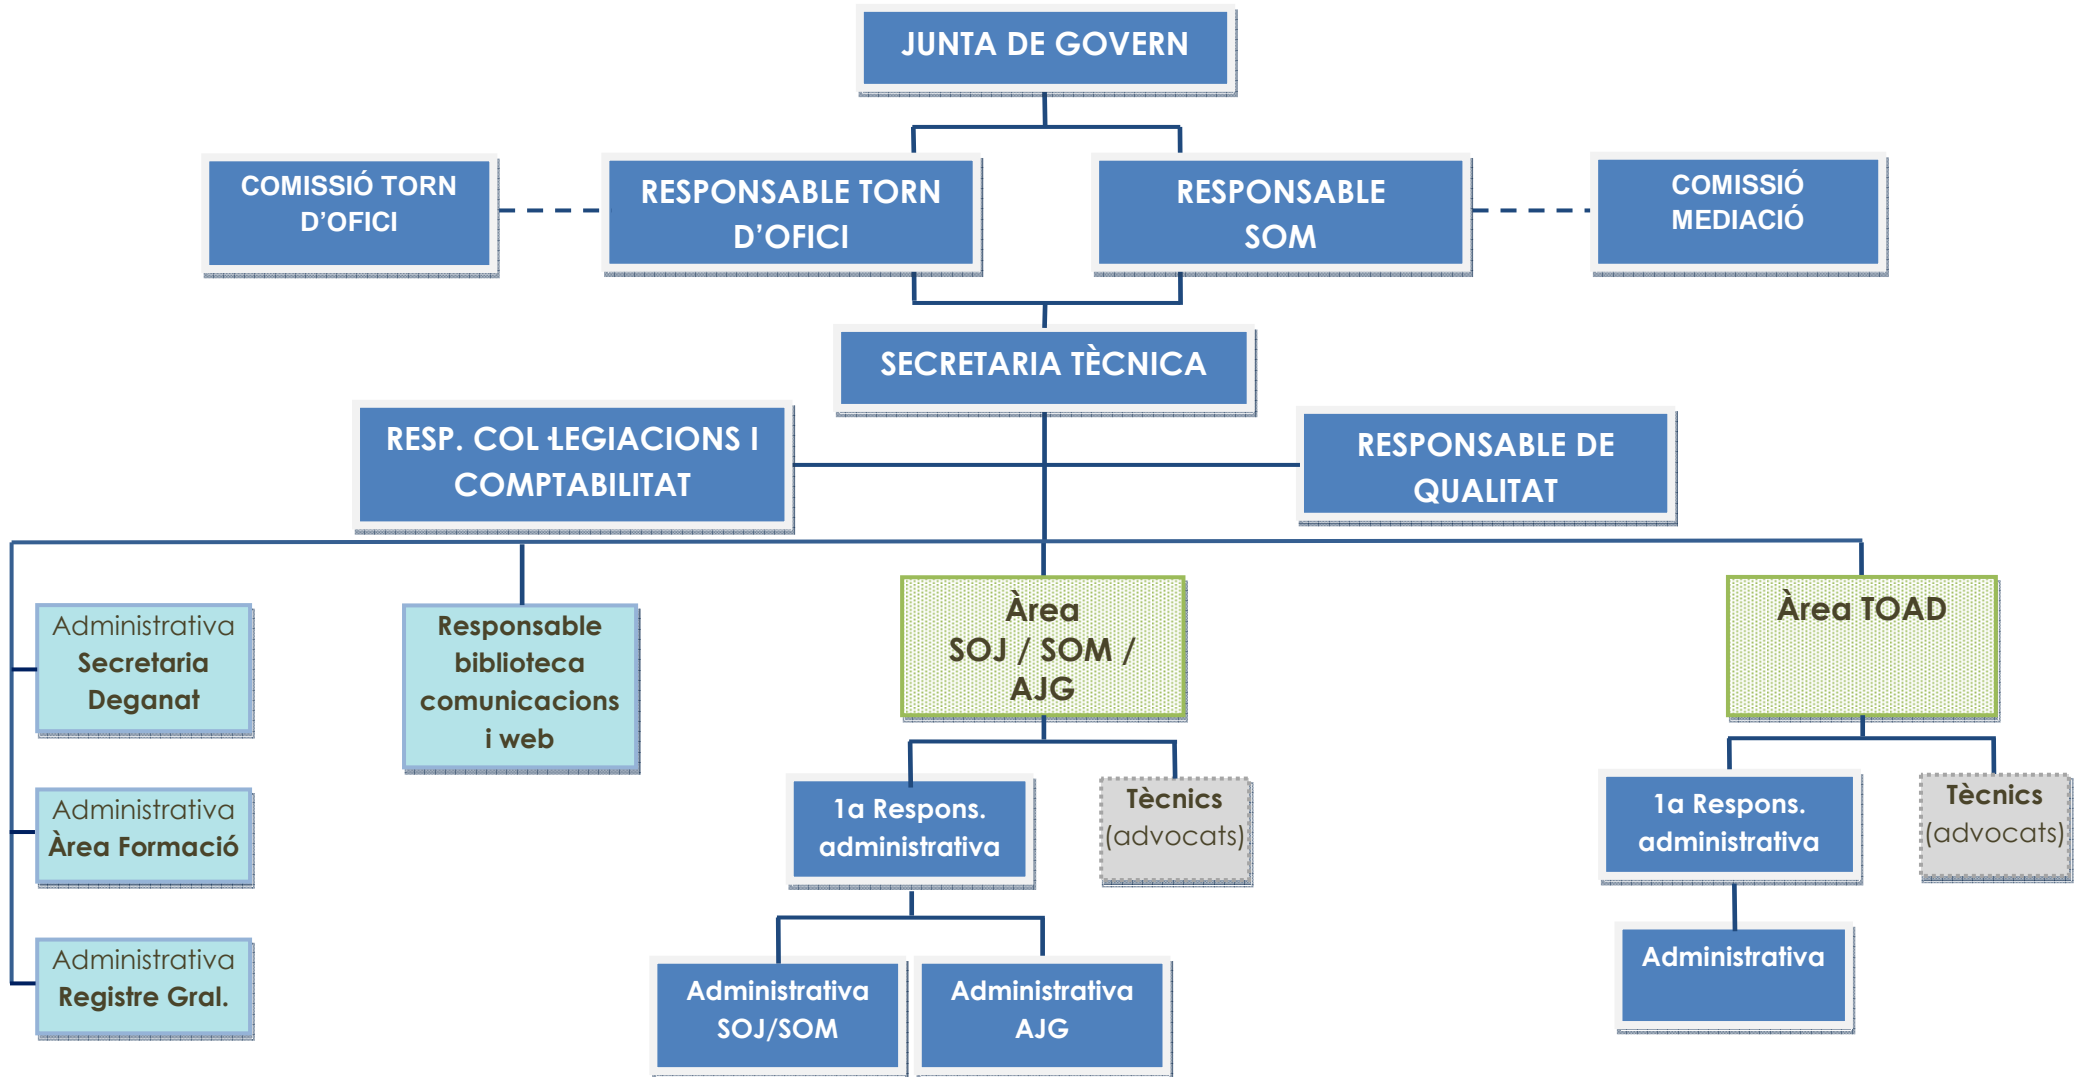 JUNTA DE GOVERN
COMISSIÓ TORN
D'OFICI
RESPONSABLE TORN
D'OFICI
RESPONSABLE
SOM
COMISSIÓ
MEDIACIÓ
SECRETARIA TÈCNICA
RESP. COL·LEGIACIONS I
COMPTABILITAT
RESPONSABLE DE
QUALITAT
Administrativa
Secretaria
Deganat
Responsable
biblioteca
comunicacions
i web
Àrea
SOJ / SOM /
AJG
Àrea TOAD
Administrativa
Àrea Formació
1a Respons.
administrativa
Tècnics
(advocats)
1a Respons.
administrativa
Tècnics
(advocats)
Administrativa
Registre Gral.
Administrativa
SOJ/SOM
Administrativa
AJG
Administrativa